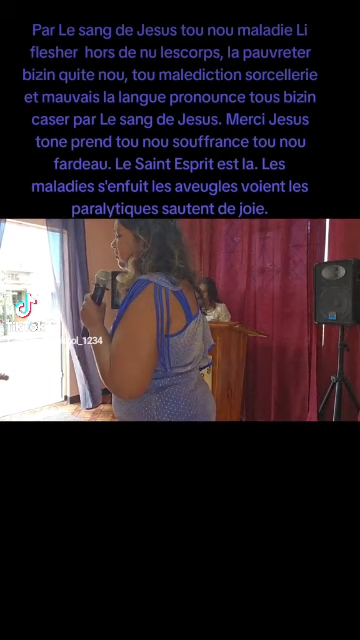 Par Le sang de Jesus tou nou maladie Li
flesher hors de nu lescorps, la pauvreter
bizin quite nou, tou malediction sorcellerie
et mauvais la langue pronounce tous bizin
caser par Le sang de Jesus. Merci Jesus
tone prend tou nou souffrance tou nou
fardeau. Le Saint Esprit est la. Les
maladies s'enfuit les aveugles voient les
paralytiques sautent de joie.